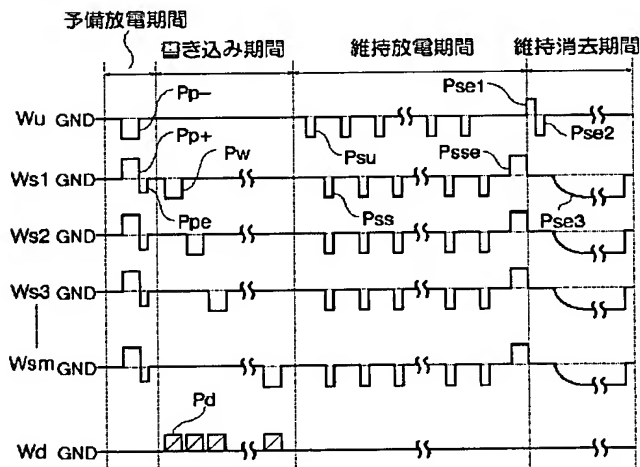 予備放電期間
書き込み期間 維持放電期間 維持消去期間
Wu GND Pp- Psu Pse1 Pse2
Pp+
Ws1 GND Pw Psse
Ppe Pss Pse3
Ws2 GND
Ws3 GND
Wsm GND
Pd
Wd GND